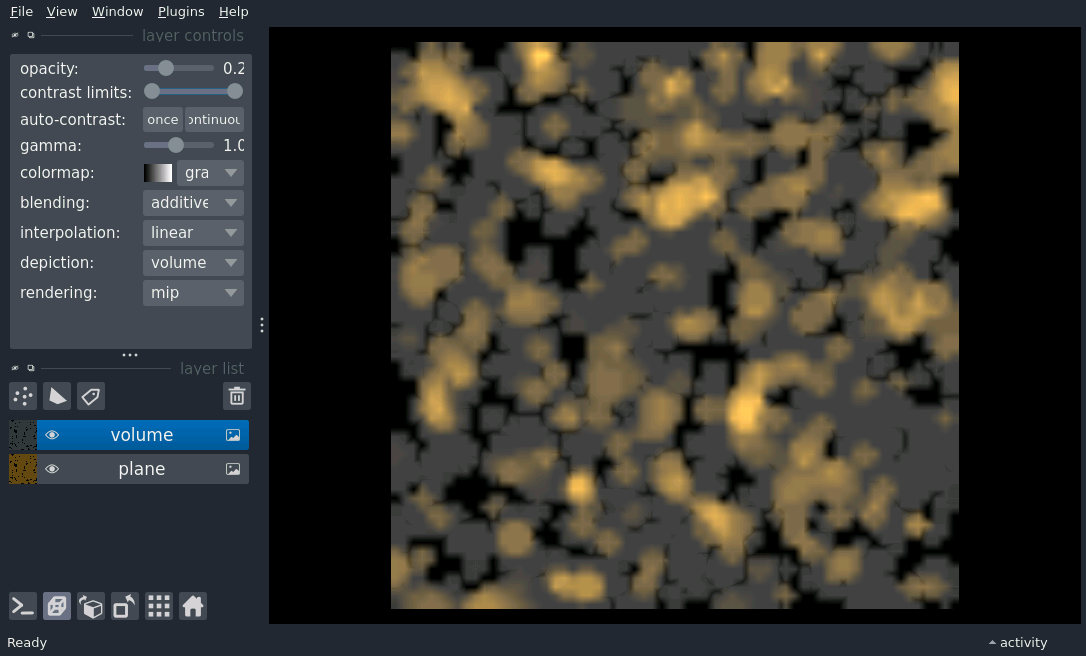 File View Window Plugins Help
layer controls
opacity: 0.2
contrast limits:
auto-contrast: once ontinuou
gamma: 1.0
colormap: gra
blending: additive
interpolation: linear
depiction: volume
rendering: mip
layer list
volume
plane
Ready activity